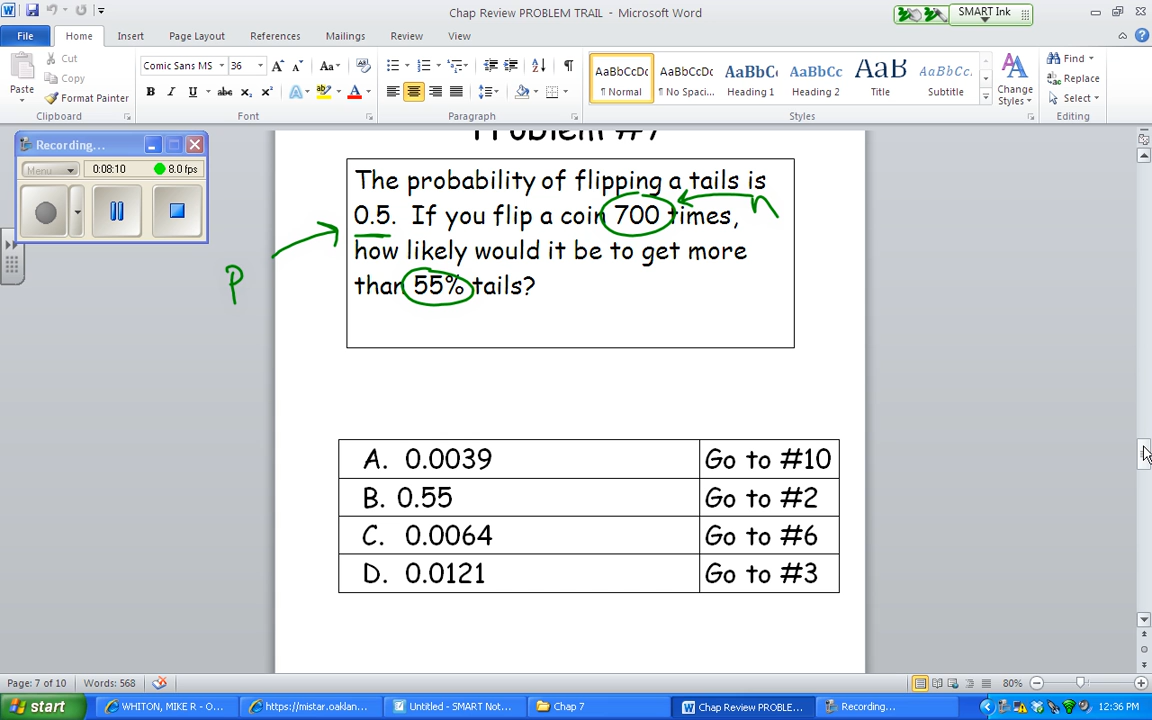 Chap Review PROBLEM TRAIL - Microsoft Word
SMART Ink
File Home Insert Page Layout References Mailings Review View
Cut
Copy
Format Painter
Paste
Clipboard
Comic Sans MS 36
Font
Paragraph
AaBbCcDc AaBbCcDc AaBbCc AaBbCc AaB AaBbCc.
¶ Normal ¶ No Spaci... Heading 1 Heading 2 Title Subtitle
Change Styles
Styles
Find
Replace
Select
Editing
Recording...
Menu 0:08:10 8.0 fps
Problem #7
The probability of flipping a tails is
0.5. If you flip a coin 700 times,
how likely would it be to get more
than 55% tails?
n
P
A. 0.0039 Go to #10
B. 0.55 Go to #2
C. 0.0064 Go to #6
D. 0.0121 Go to #3
Page: 7 of 10 Words: 568 80%
start WHITON, MIKE R - O... https://mistar.oaklan... Untitled - SMART Not... Chap 7 Chap Review PROBLE... Recording... 12:36 PM